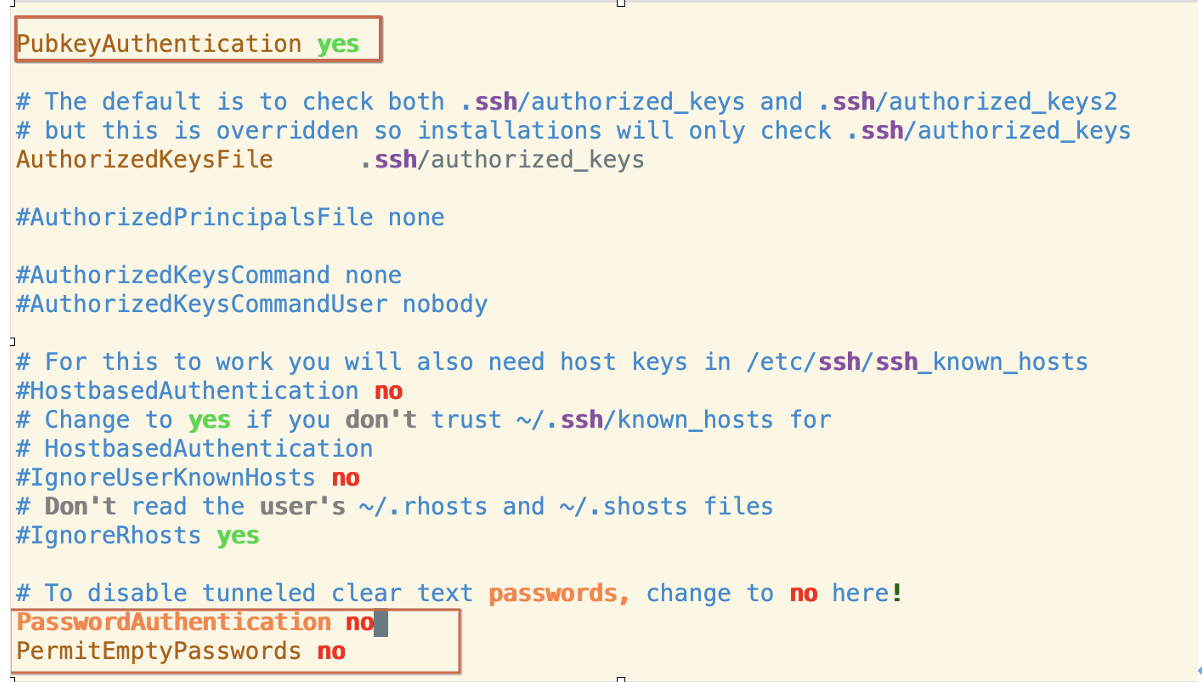 PubkeyAuthentication yes
# The default is to check both .ssh/authorized_keys and .ssh/authorized_keys2
# but this is overridden so installations will only check .ssh/authorized_keys
AuthorizedKeysFile      .ssh/authorized_keys
#AuthorizedPrincipalsFile none
#AuthorizedKeysCommand none
#AuthorizedKeysCommandUser nobody
# For this to work you will also need host keys in /etc/ssh/ssh_known_hosts
#HostbasedAuthentication no
# Change to yes if you don't trust ~/.ssh/known_hosts for
# HostbasedAuthentication
#IgnoreUserKnownHosts no
# Don't read the user's ~/.rhosts and ~/.shosts files
#IgnoreRhosts yes
# To disable tunneled clear text passwords, change to no here!
PasswordAuthentication no
PermitEmptyPasswords no